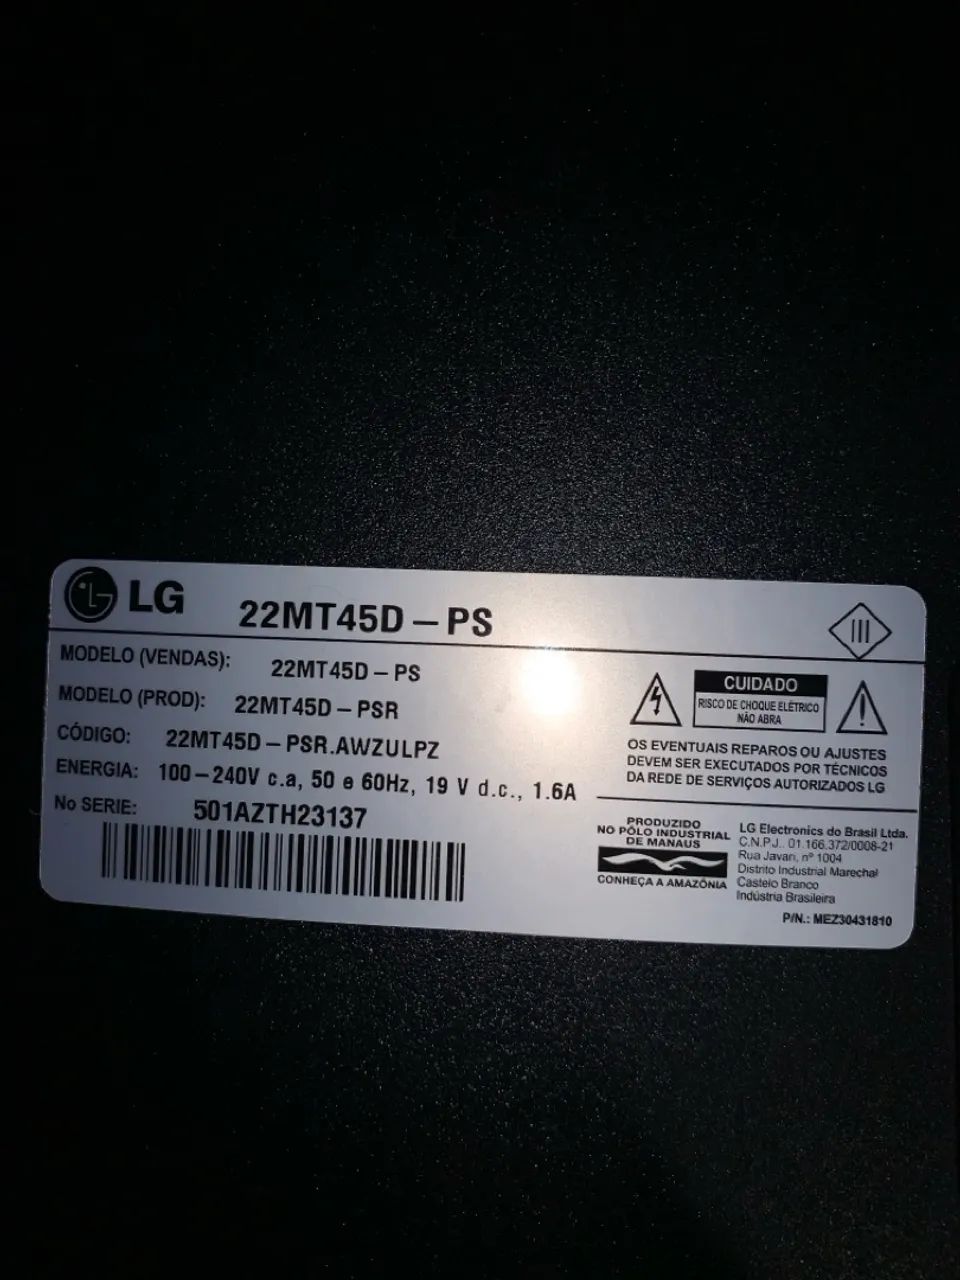 LG 22MT45D-PS
MODELO (VENDAS): 22MT45D-PS
MODELO (PROD): 22MT45D-PSR
CÓDIGO: 22MT45D-PSR.AWZULPZ
ENERGIA: 100-240V c.a, 50 e 60Hz, 19 V d.c., 1.6A
No SERIE: 501AZTH23137
CUIDADO
RISCO DE CHOQUE ELÉTRICO
NÃO ABRA
OS EVENTUAIS REPAROS OU AJUSTES
DEVEM SER EXECUTADOS POR TÉCNICOS
DA REDE DE SERVIÇOS AUTORIZADOS LG
PRODUZIDO
NO PÓLO INDUSTRIAL
DE MANAUS
CONHEÇA A AMAZÔNIA
LG Electronics do Brasil Ltda.
C.N.P.J.. 01.166.372/0008-21
Rua Javari, nº 1004
Distrito Industrial Marechal
Castelo Branco
Indústria Brasileira
P/N.: MEZ30431810